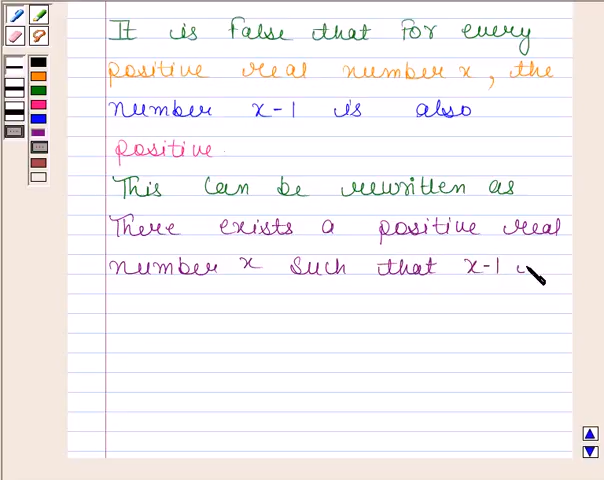 It is False that For every
positive real number x, the
number x-1 is also
positive.
This can be rewritten as
There exists a positive real
number x such that x-1